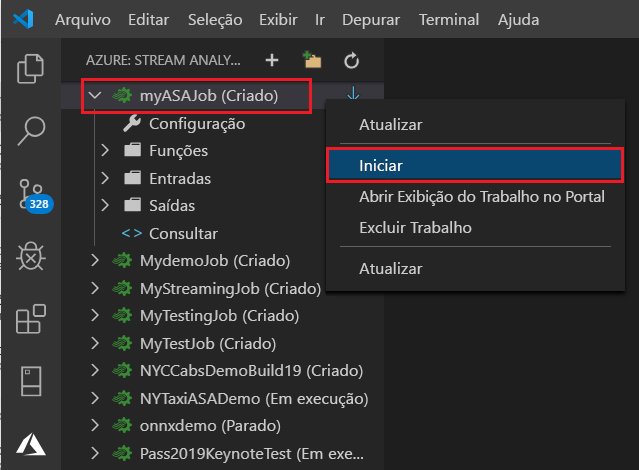 Arquivo Editar Seleção Exibir Ir Depurar Terminal Ajuda
AZURE: STREAM ANALY...
myASAJob (Criado)
Configuração
Funções
Entradas
Saídas
<> Consultar
MydemoJob (Criado)
MyStreamingJob (Criado)
MyTestingJob (Criado)
MyTestJob (Criado)
NYCCabsDemoBuild19 (Criado)
NYTaxiASADemo (Em execução)
onnxdemo (Parado)
Pass2019KeynoteTest (Em exe...
328
Atualizar
Iniciar
Abrir Exibição do Trabalho no Portal
Excluir Trabalho
Atualizar